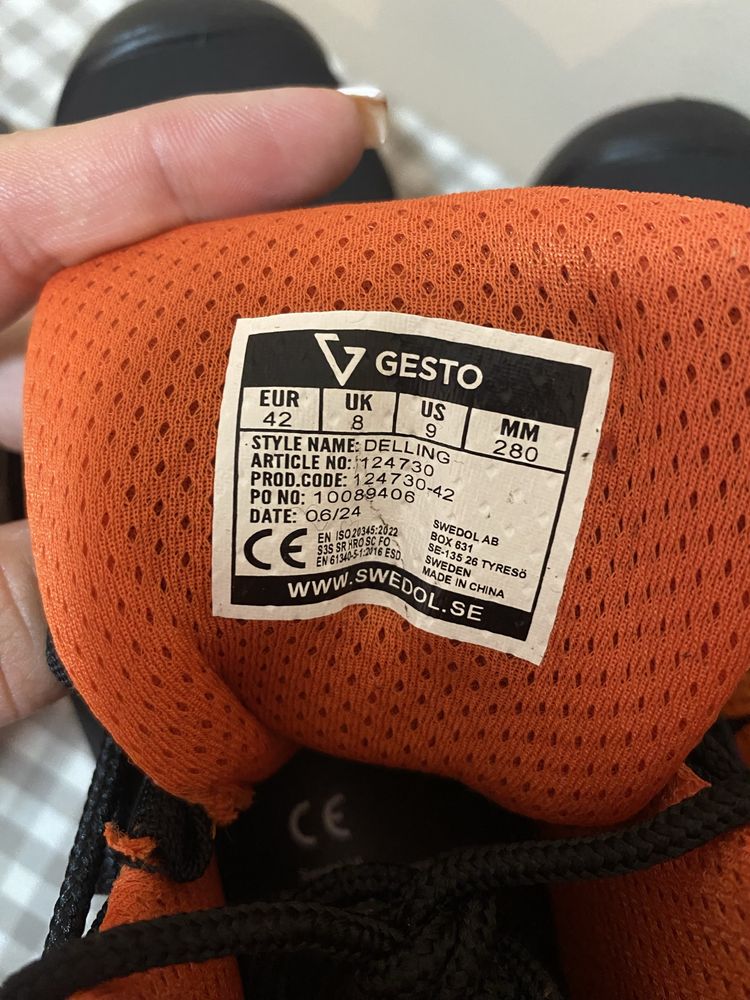 GESTO
EUR UK US MM
42 8 9 280
STYLE NAME: DELLING
ARTICLE NO: 124730
PROD.CODE: 124730-42
PO NO: 10089406
DATE: 06/24
CE
EN ISO 20345:2022
S3S SR HRO SC FO
EN 61340-5-1:2016 ESD
SWEDOL AB
BOX 631
SE-135 26 TYRESÖ
SWEDEN
MADE IN CHINA
WWW.SWEDOL.SE
CE